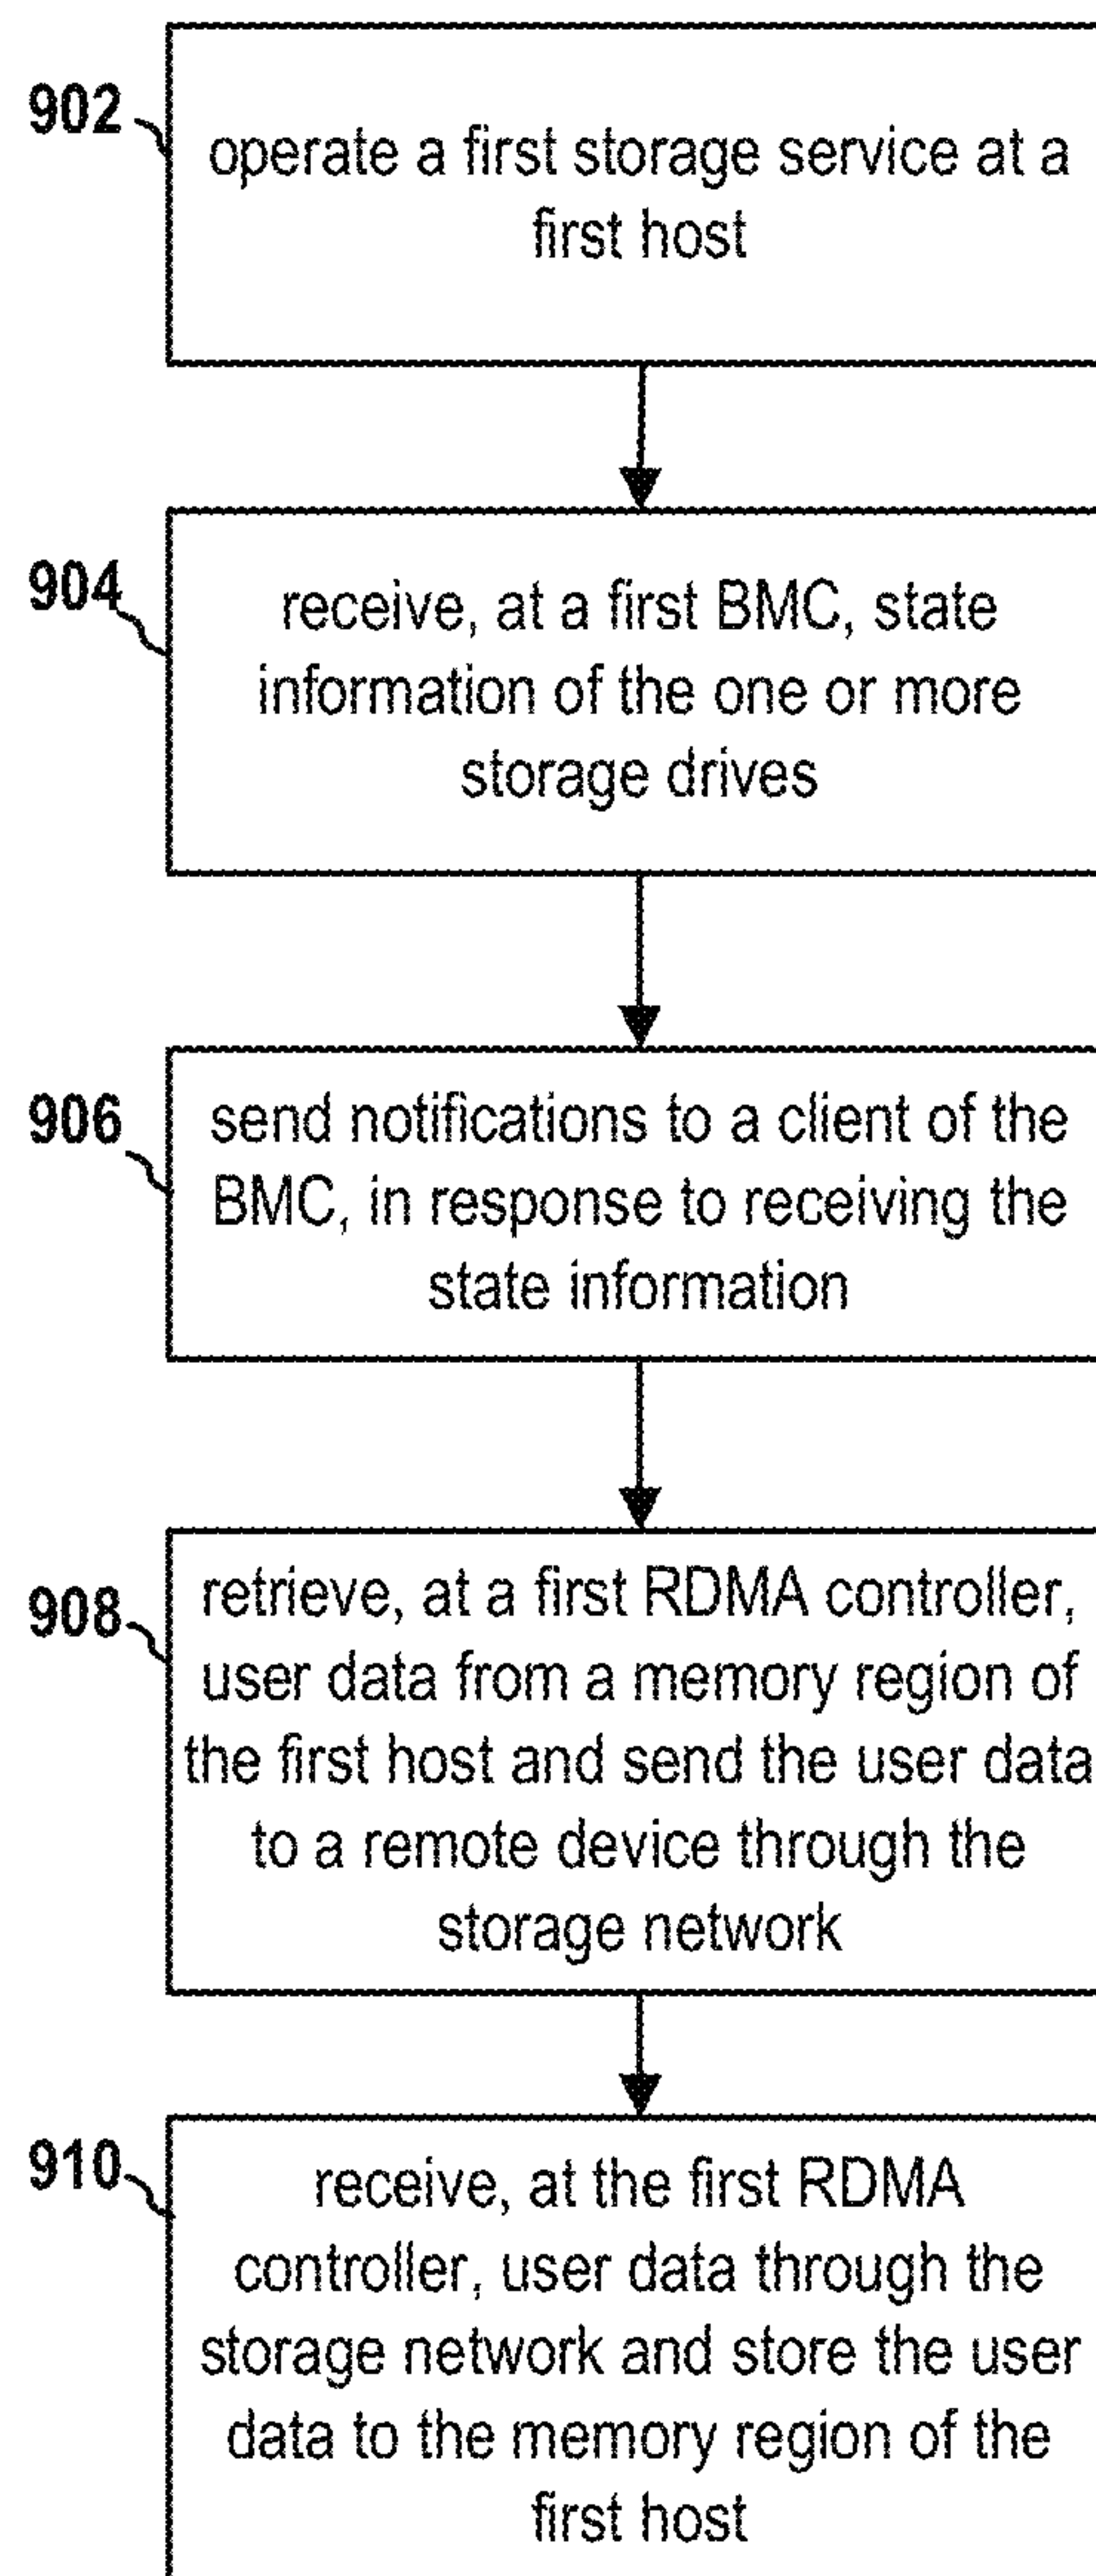 902
operate a first storage service at a
first host
904
receive, at a first BMC, state
information of the one or more
storage drives
906
send notifications to a client of the
BMC, in response to receiving the
state information
908
retrieve, at a first RDMA controller,
user data from a memory region of
the first host and send the user data
to a remote device through the
storage network
910
receive, at the first RDMA
controller, user data through the
storage network and store the user
data to the memory region of the
first host